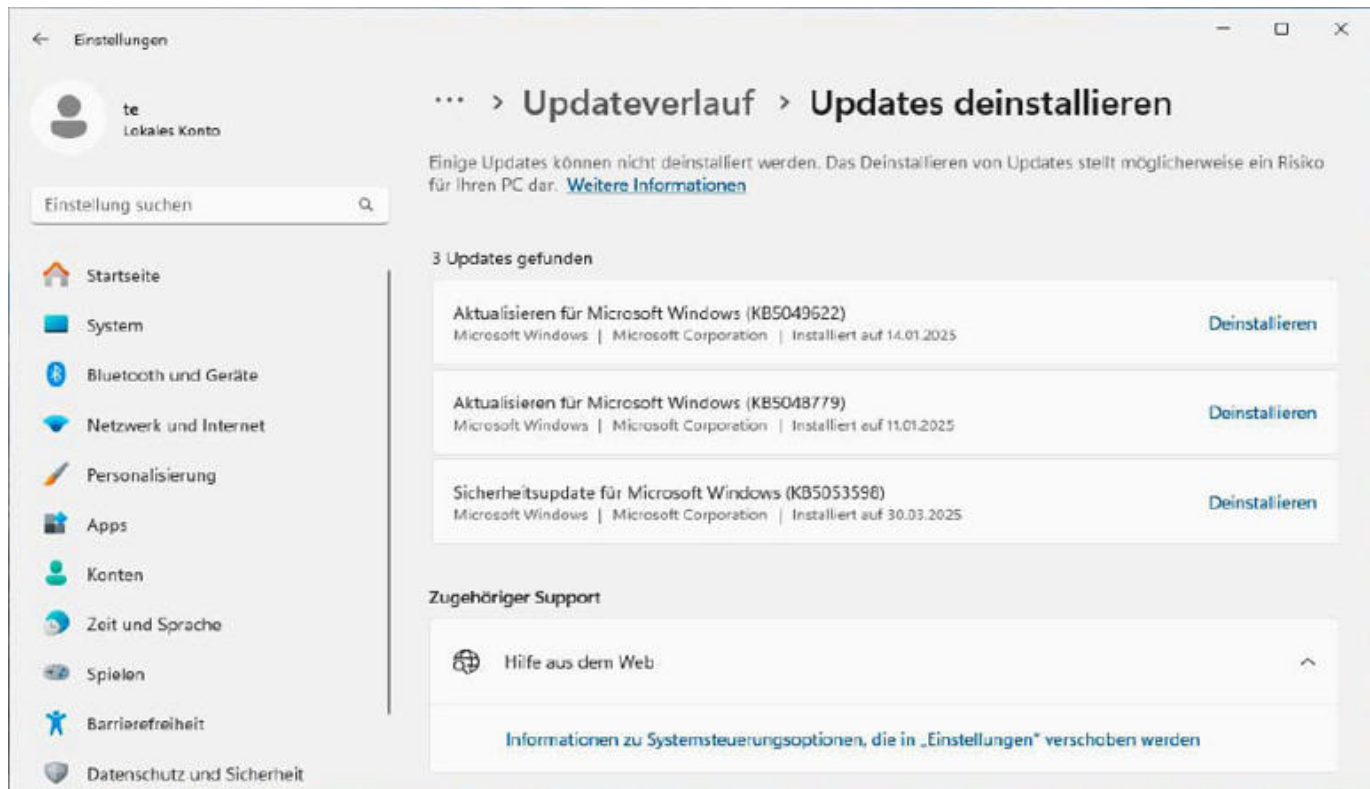 Einstellungen
te
Lokales Konto
Einstellung suchen
Startseite
System
Bluetooth und Geräte
Netzwerk und Internet
Personalisierung
Apps
Konten
Zeit und Sprache
Spielen
Barrierefreiheit
Datenschutz und Sicherheit
... > Updateverlauf > Updates deinstallieren
Einige Updates können nicht deinstalliert werden. Das Deinstallieren von Updates stellt möglicherweise ein Risiko
für Ihren PC dar. Weitere Informationen
3 Updates gefunden
Aktualisieren für Microsoft Windows (KB5049622)
Microsoft Windows | Microsoft Corporation | Installiert auf 14.01.2025
Deinstallieren
Aktualisieren für Microsoft Windows (KB5048779)
Microsoft Windows | Microsoft Corporation | Installiert auf 11.01.2025
Deinstallieren
Sicherheitsupdate für Microsoft Windows (KB5053598)
Microsoft Windows | Microsoft Corporation | Installiert auf 30.03.2025
Deinstallieren
Zugehöriger Support
Hilfe aus dem Web
Informationen zu Systemsteuerungsoptionen, die in „Einstellungen“ verschoben werden